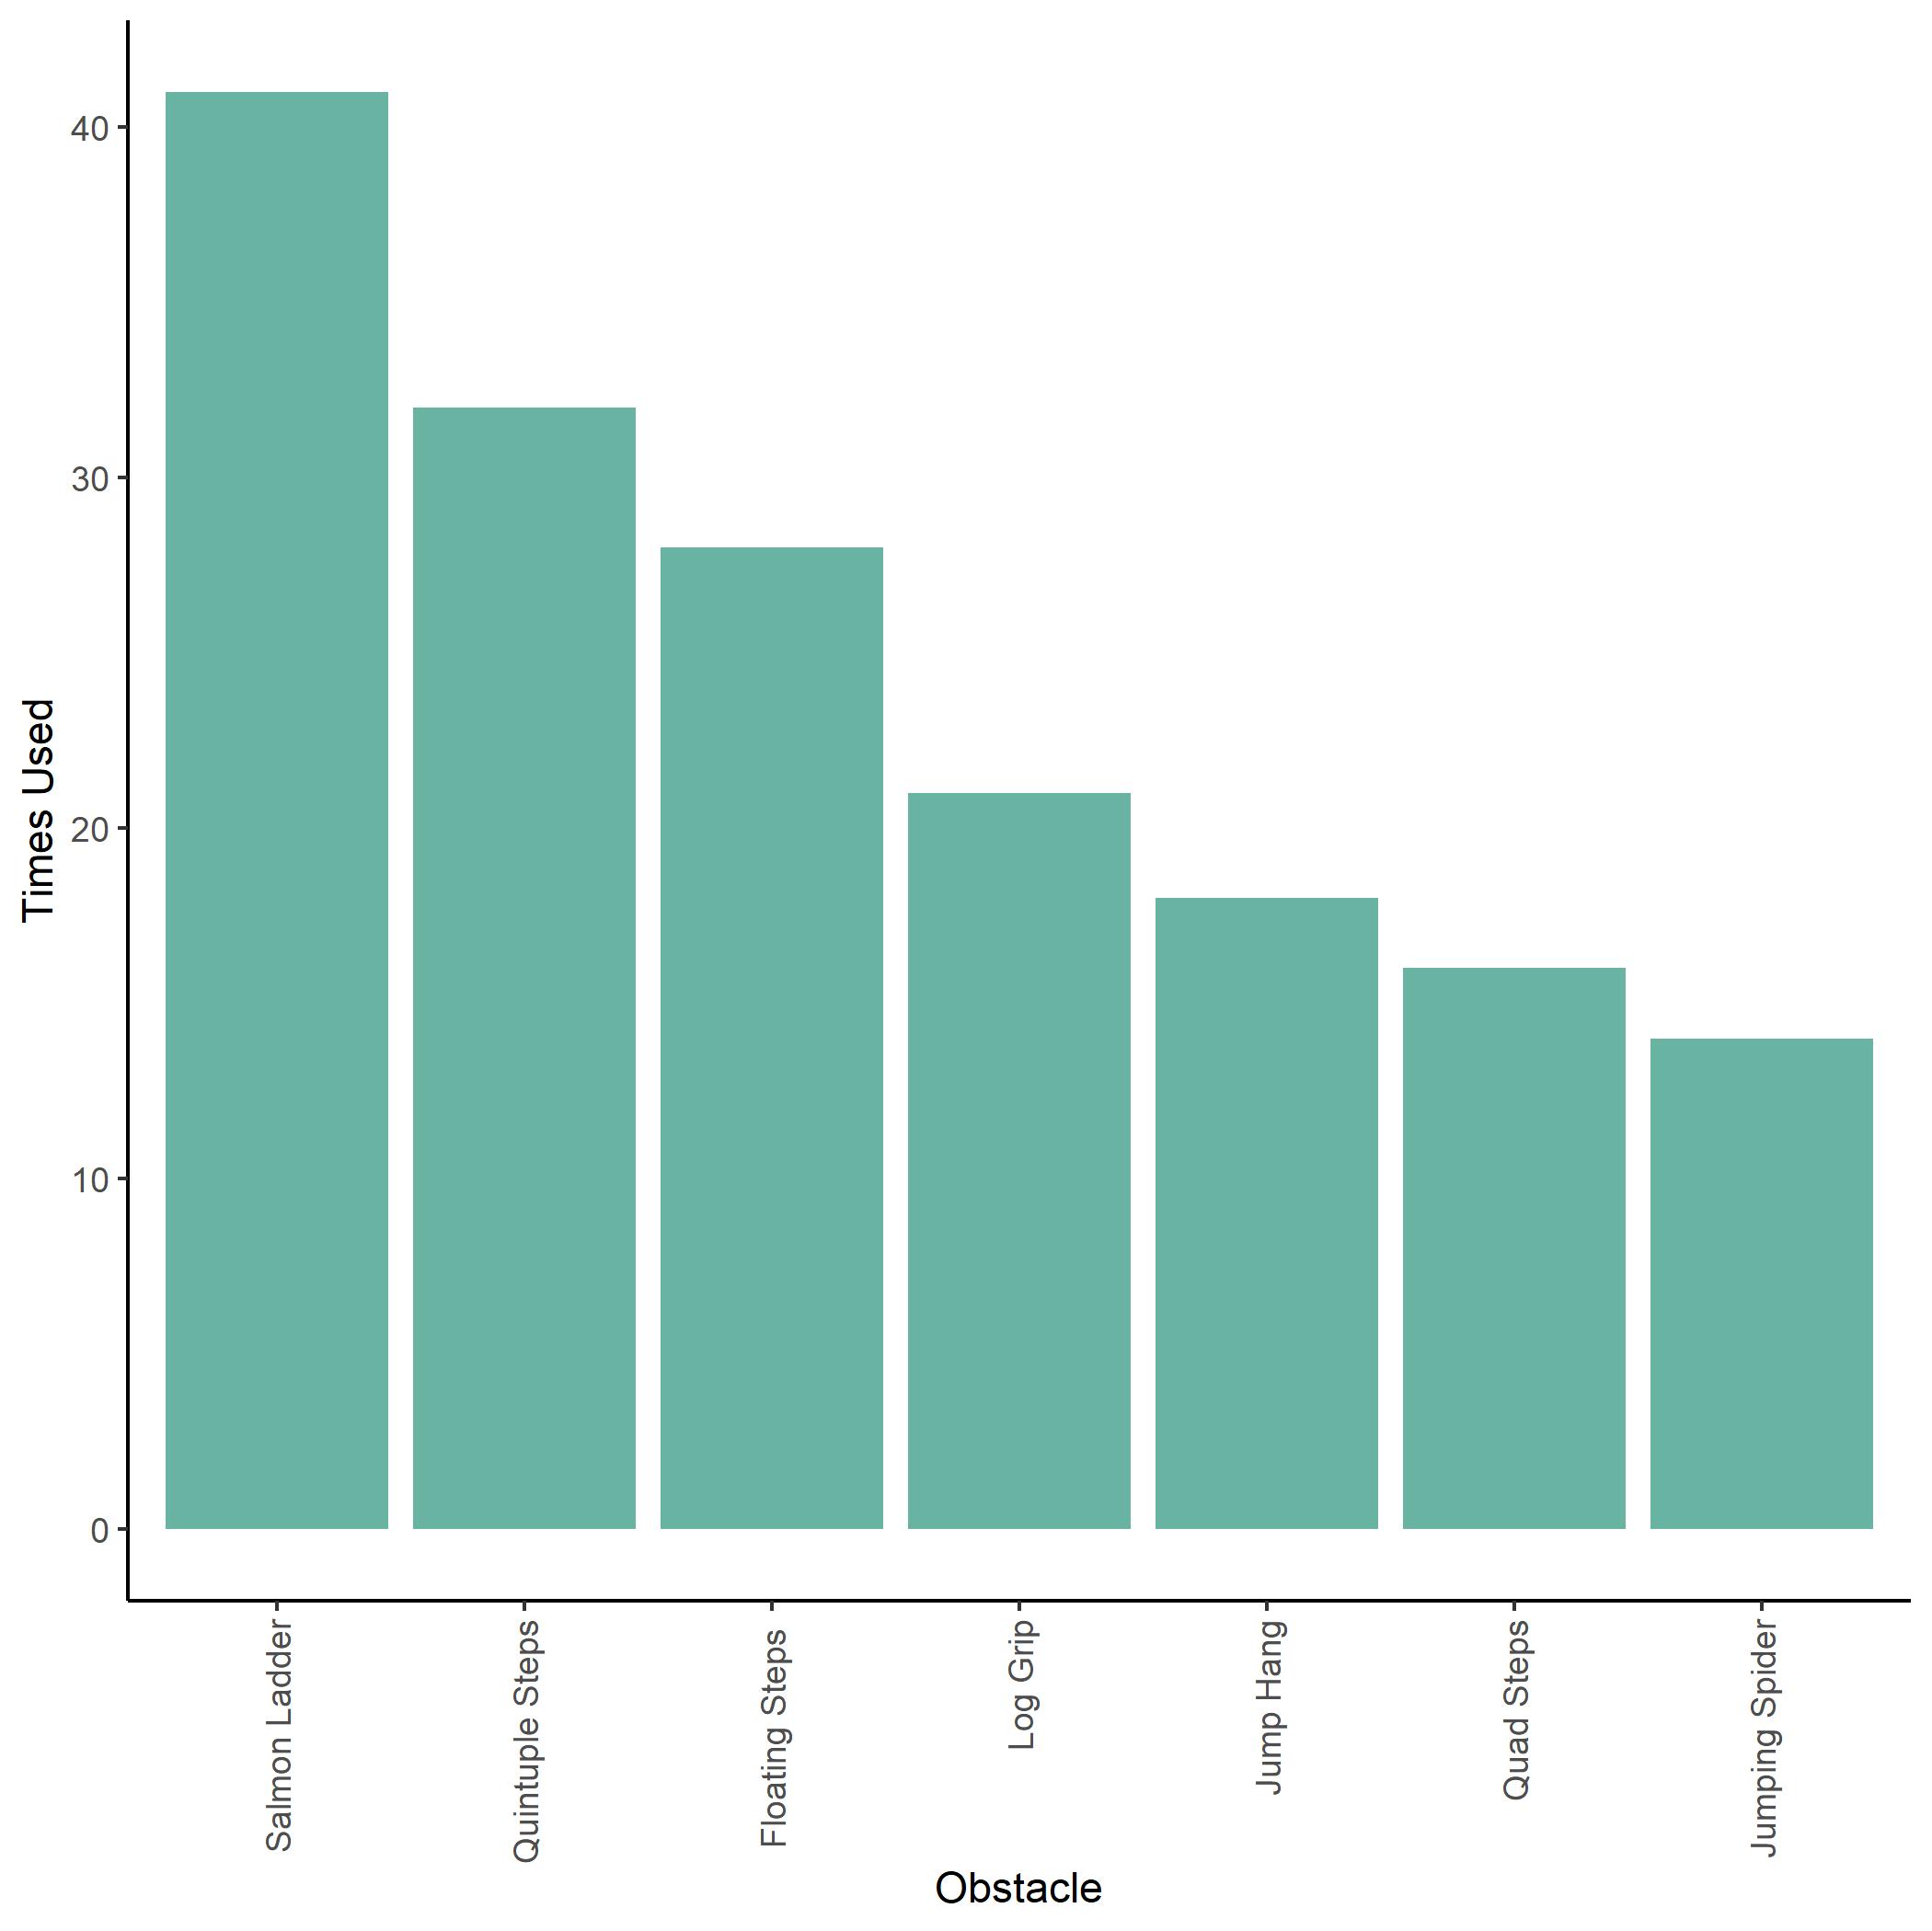 Times Used
40
30
20
10
0
Salmon Ladder
Quintuple Steps
Floating Steps
Log Grip
Jump Hang
Quad Steps
Jumping Spider
Obstacle